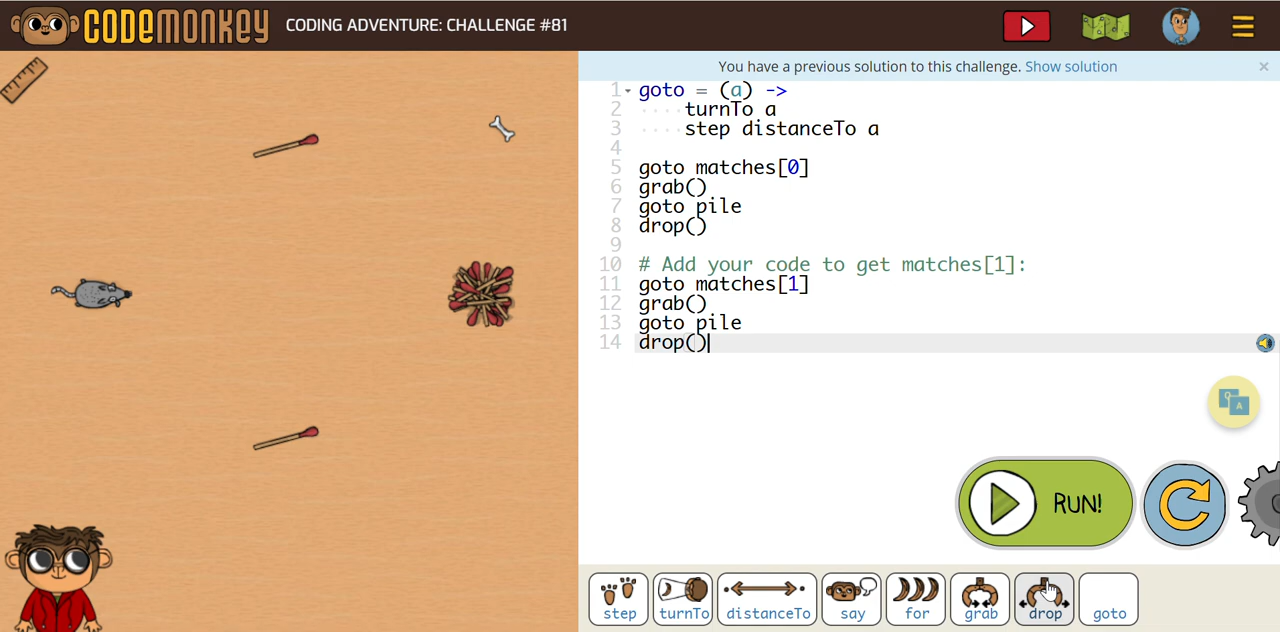 CODEMONKEY CODING ADVENTURE: CHALLENGE #81
You have a previous solution to this challenge. Show solution ×
1 goto = (a) ->
2 turnTo a
3 step distanceTo a
4
5 goto matches[0]
6 grab()
7 goto pile
8 drop()
9
10 # Add your code to get matches[1]:
11 goto matches[1]
12 grab()
13 goto pile
14 drop()
Q A
RUN!
step turnTo distanceTo say for grab drop goto